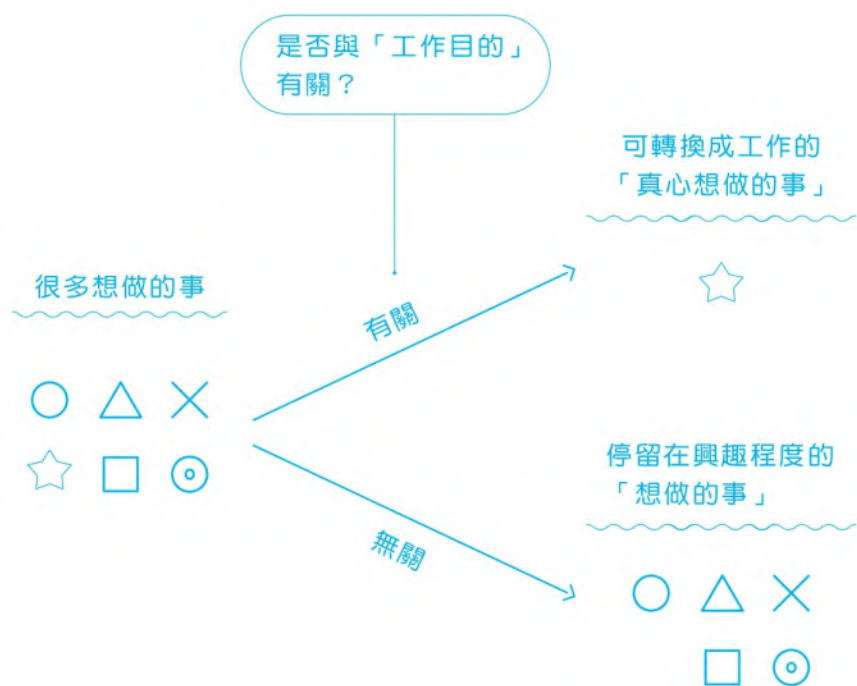 是否與「工作目的」
有關？
可轉換成工作的
「真心想做的事」
很多想做的事
有關
停留在興趣程度的
「想做的事」
無關